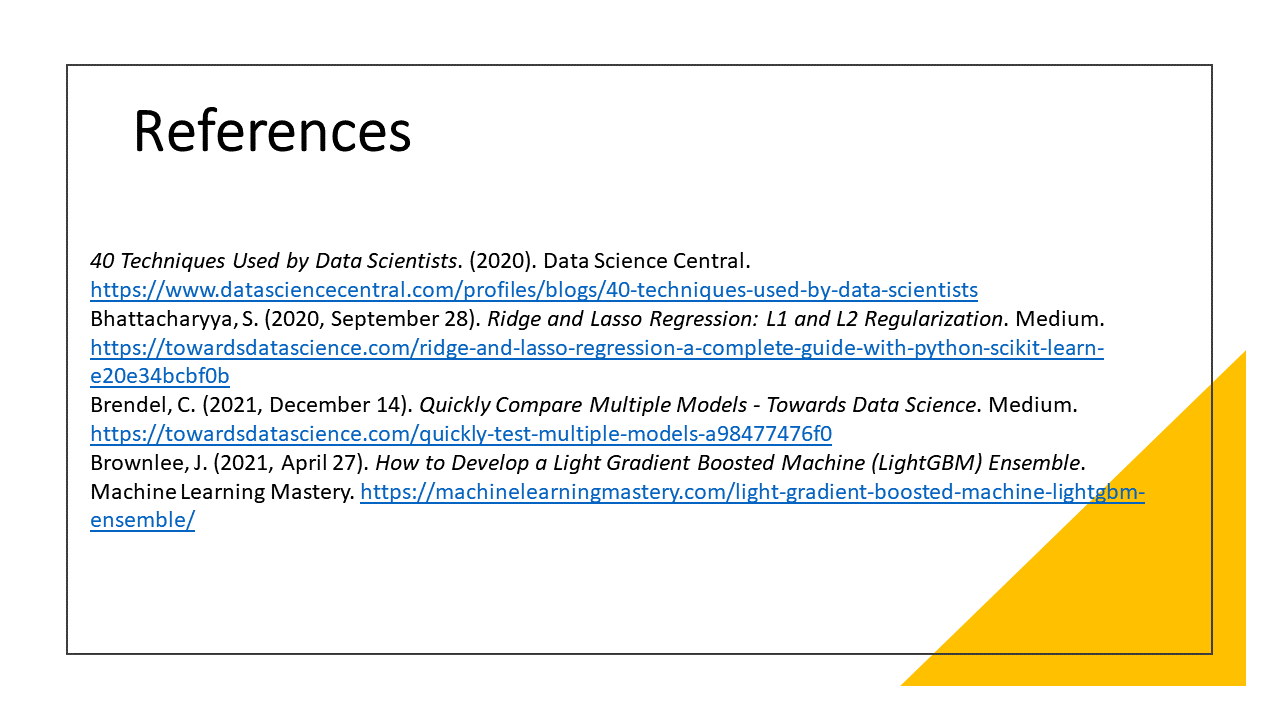 References
40 Techniques Used by Data Scientists. (2020). Data Science Central.
https://www.datasciencecentral.com/profiles/blogs/40-techniques-used-by-data-scientists
Bhattacharyya, S. (2020, September 28). Ridge and Lasso Regression: L1 and L2 Regularization. Medium.
https://towardsdatascience.com/ridge-and-lasso-regression-a-complete-guide-with-python-scikit-learn-
e20e34bcbf0b
Brendel, C. (2021, December 14). Quickly Compare Multiple Models - Towards Data Science. Medium.
https://towardsdatascience.com/quickly-test-multiple-models-a98477476f0
Brownlee, J. (2021, April 27). How to Develop a Light Gradient Boosted Machine (LightGBM) Ensemble.
Machine Learning Mastery. https://machinelearningmastery.com/light-gradient-boosted-machine-lightgbm-
ensemble/